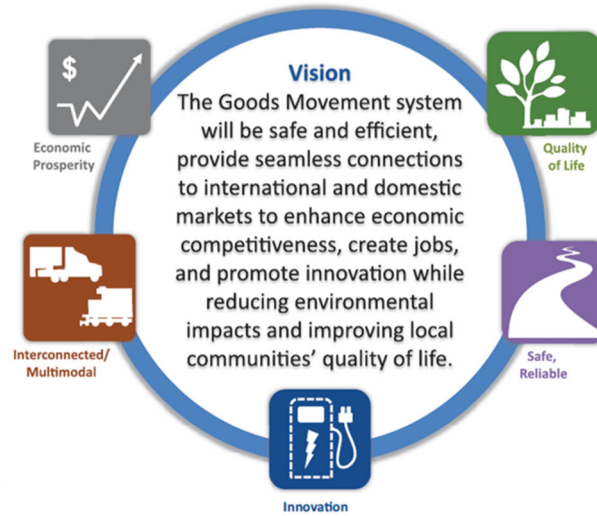 Vision
The Goods Movement system
will be safe and efficient,
provide seamless connections
to international and domestic
markets to enhance economic
competitiveness, create jobs,
and promote innovation while
reducing environmental
impacts and improving local
communities’ quality of life.
$
Economic
Prosperity
Quality
of Life
Interconnected/
Multimodal
Safe,
Reliable
Innovation